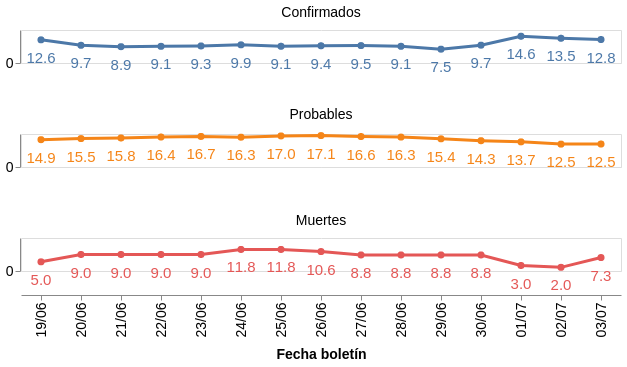 Confirmados
0
12.6 9.7 8.9 9.1 9.3 9.9 9.1 9.4 9.5 9.1 7.5 9.7 14.6 13.5 12.8
Probables
0
14.9 15.5 15.8 16.4 16.7 16.3 17.0 17.1 16.6 16.3 15.4 14.3 13.7 12.5 12.5
Muertes
0
5.0 9.0 9.0 9.0 9.0 11.8 11.8 10.6 8.8 8.8 8.8 8.8 3.0 2.0 7.3
19/06 20/06 21/06 22/06 23/06 24/06 25/06 26/06 27/06 28/06 29/06 30/06 01/07 02/07 03/07
Fecha boletín